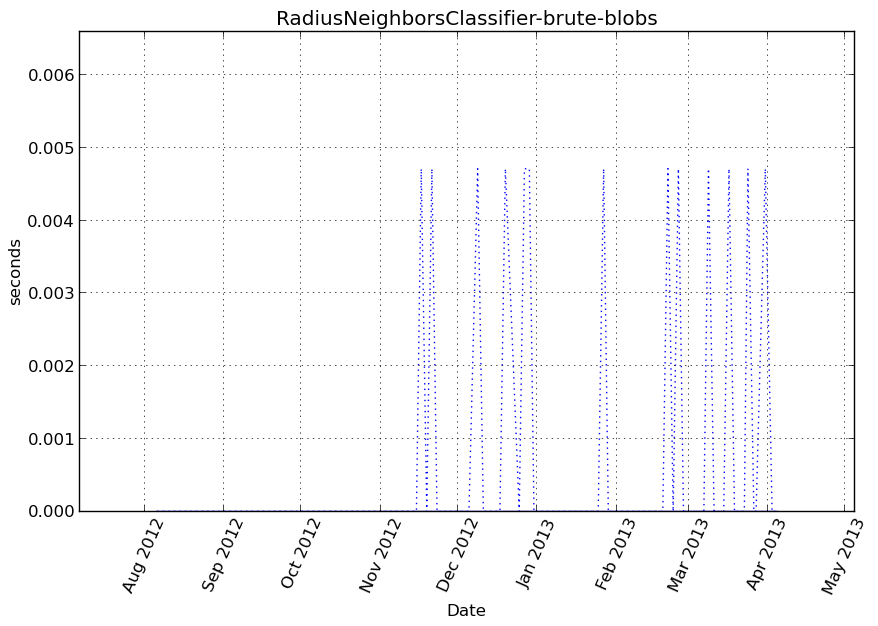 RadiusNeighborsClassifier-brute-blobs
0.006
0.005
0.004
0.003
0.002
0.001
0.000
seconds
Aug 2012
Sep 2012
Oct 2012
Nov 2012
Dec 2012
Jan 2013
Feb 2013
Mar 2013
Apr 2013
May 2013
Date